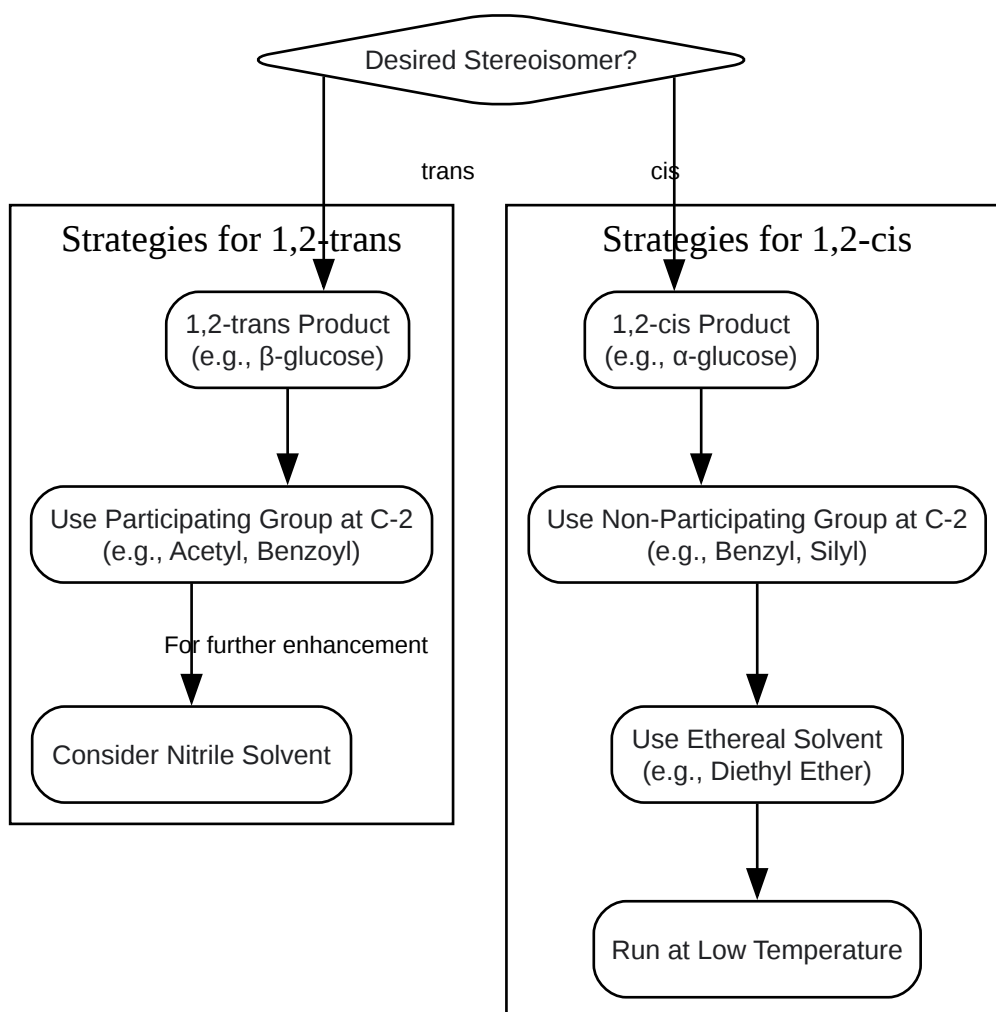 Desired Stereoisomer?
trans
cis
Strategies for 1,2-trans
1,2-trans Product
(e.g., β-glucose)
Use Participating Group at C-2
(e.g., Acetyl, Benzoyl)
For further enhancement
Consider Nitrile Solvent
Strategies for 1,2-cis
1,2-cis Product
(e.g., α-glucose)
Use Non-Participating Group at C-2
(e.g., Benzyl, Silyl)
Use Ethereal Solvent
(e.g., Diethyl Ether)
Run at Low Temperature